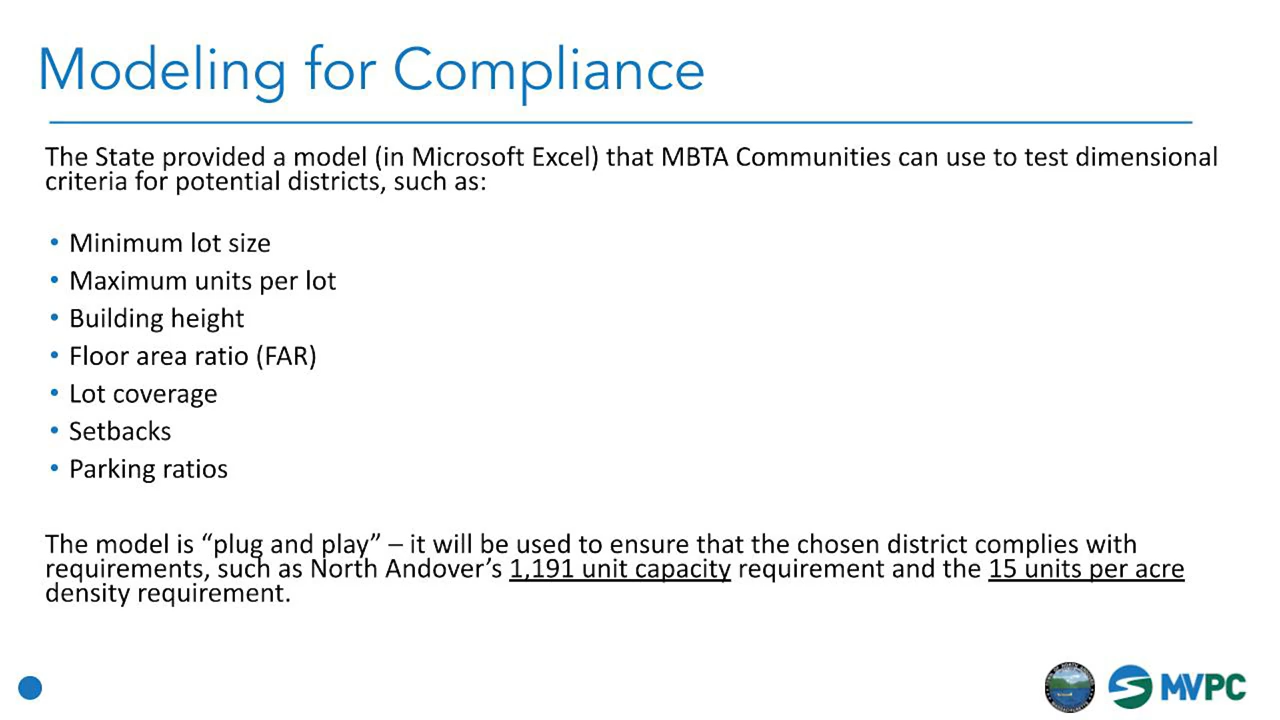 Modeling for Compliance
The State provided a model (in Microsoft Excel) that MBTA Communities can use to test dimensional
criteria for potential districts, such as:
• Minimum lot size
• Maximum units per lot
• Building height
• Floor area ratio (FAR)
• Lot coverage
• Setbacks
• Parking ratios
The model is “plug and play” – it will be used to ensure that the chosen district complies with
requirements, such as North Andover’s 1,191 unit capacity requirement and the 15 units per acre
density requirement.
MVPC